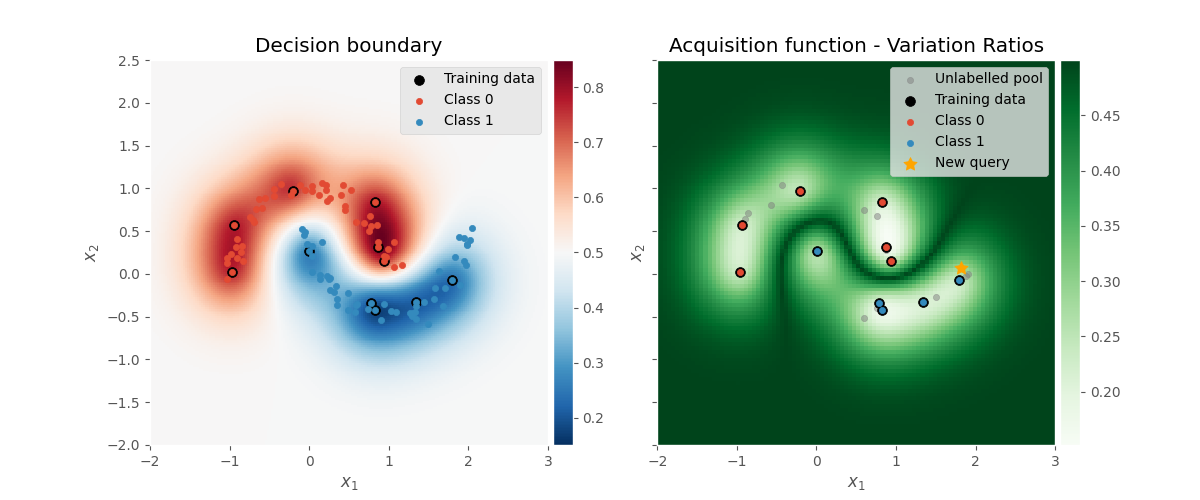 Decision boundary
2.5
2.0
1.5
1.0
0.5
0.0
−0.5
−1.0
−1.5
−2.0
x2
−2
−1
0
1
2
3
x1
Training data
Class 0
Class 1
0.8
0.7
0.6
0.5
0.4
0.3
0.2
Acquisition function - Variation Ratios
x2
−2
−1
0
1
2
3
x1
Unlabelled pool
Training data
Class 0
Class 1
New query
0.45
0.40
0.35
0.30
0.25
0.20